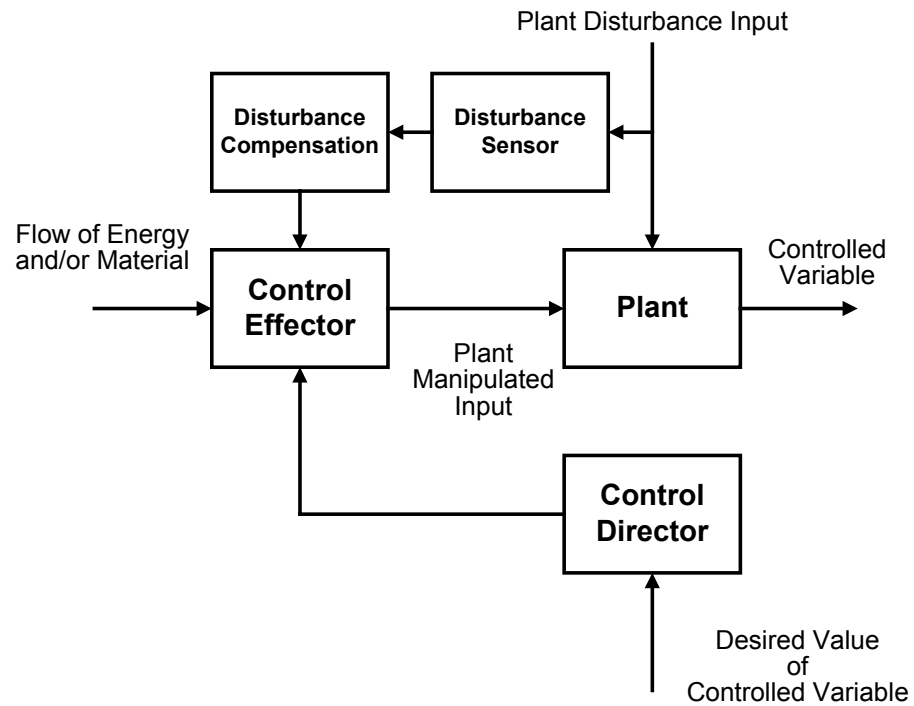 Plant Disturbance Input
Disturbance
Compensation
Disturbance
Sensor
Flow of Energy
and/or Material
Control
Effector
Plant
Manipulated
Input
Plant
Controlled
Variable
Control
Director
Desired Value
of
Controlled Variable